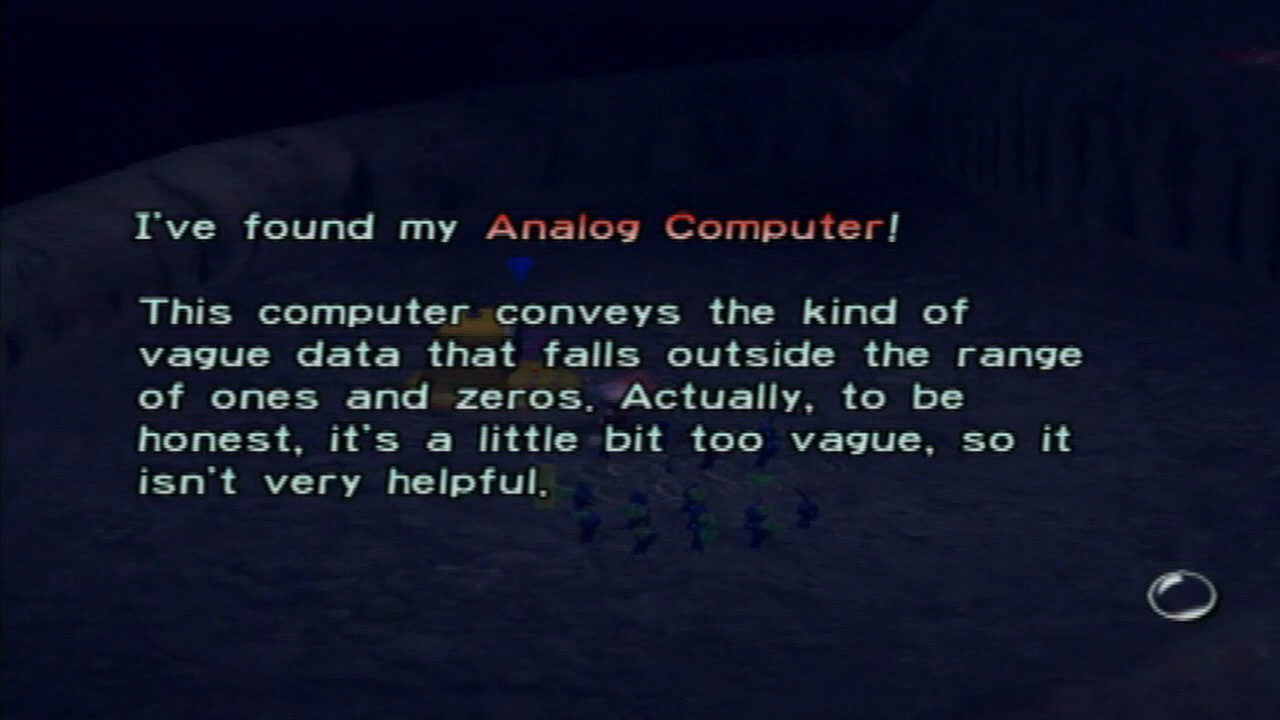 I've found my Analog Computer!
This computer conveys the kind of
vague data that falls outside the range
of ones and zeros. Actually, to be
honest, it's a little bit too vague, so it
isn't very helpful.